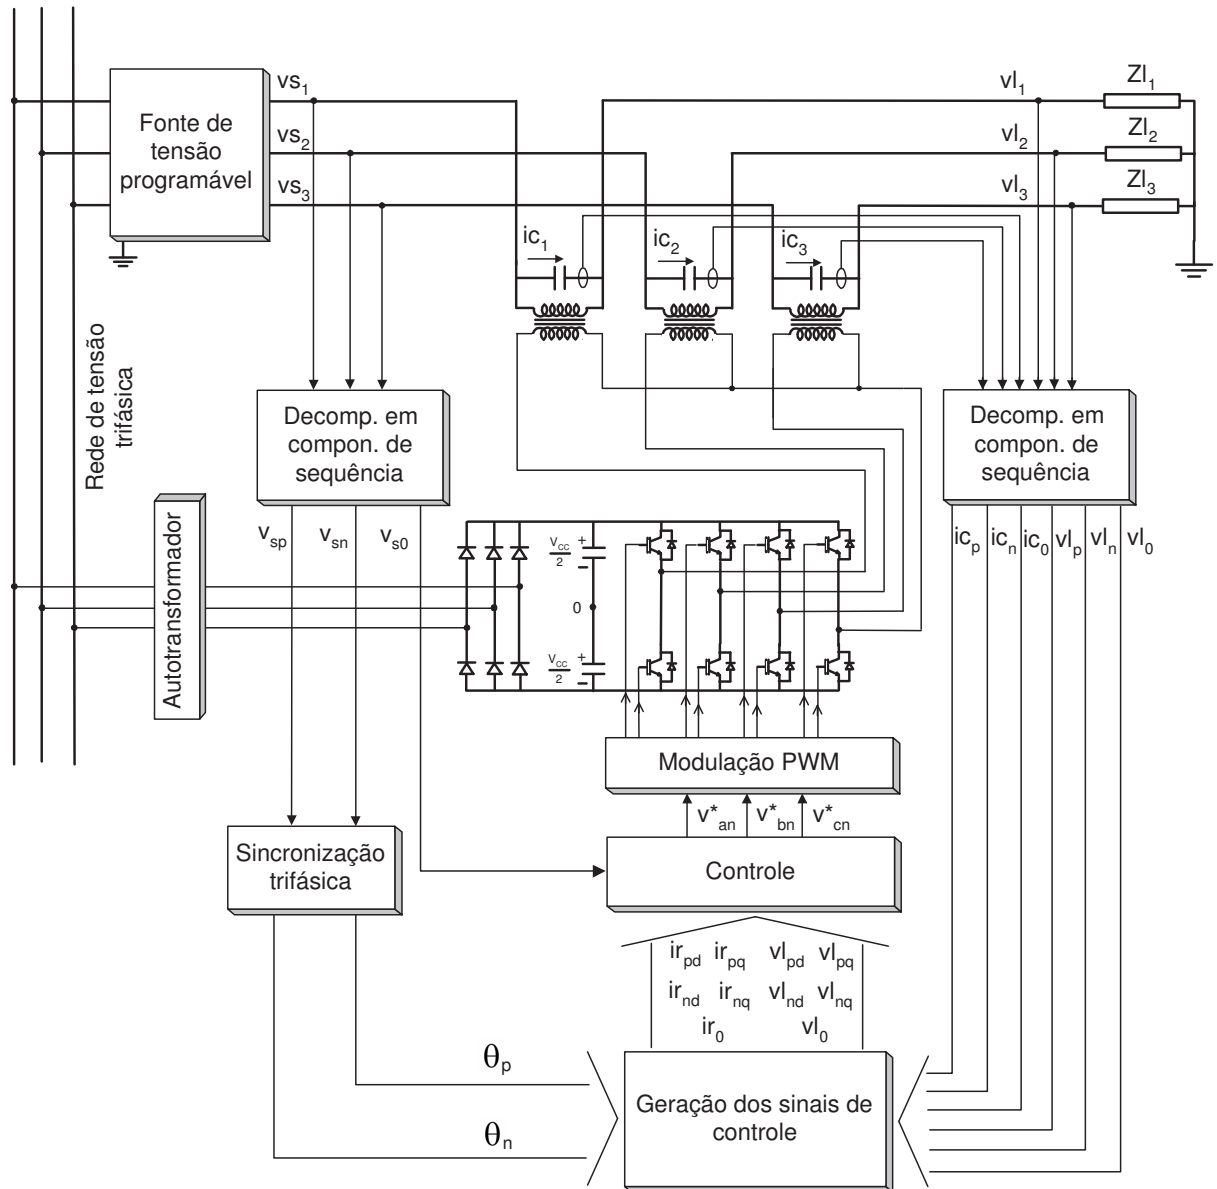 vs1
Fonte de
tensão
programável
vs2
vs3
vl1
Zl1
vl2
Zl2
vl3
Zl3
ic1
ic2
ic3
Rede de tensão
trifásica
Decomp. em
compon. de
sequência
Decomp. em
compon. de
sequência
vsp
vsn
vs0
icp
icn
ic0
vlp
vln
vl0
Autotransformador
vcc
2
+
0
vcc
2
+
Modulação PWM
v*an
v*bn
v*cn
Sincronização
trifásica
Controle
irpd irpq vlpd vlpq
irnd irnq vlnd vlnq
ir0 vl0
θp
θn
Geração dos sinais de
controle